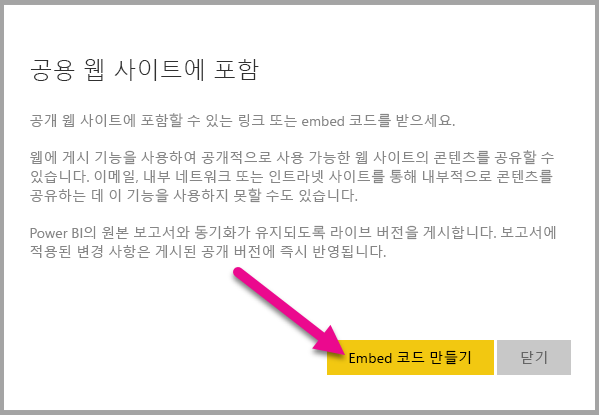 공용 웹 사이트에 포함
공개 웹 사이트에 포함할 수 있는 링크 또는 embed 코드를 받으세요.
웹에 게시 기능을 사용하여 공개적으로 사용 가능한 웹 사이트의 콘텐츠를 공유할 수
있습니다. 이메일, 내부 네트워크 또는 인트라넷 사이트를 통해 내부적으로 콘텐츠를
공유하는 데 이 기능을 사용하지 못할 수도 있습니다.
Power BI의 원본 보고서와 동기화가 유지되도록 라이브 버전을 게시합니다. 보고서에
적용된 변경 사항은 게시된 공개 버전에 즉시 반영됩니다.
Embed 코드 만들기
닫기